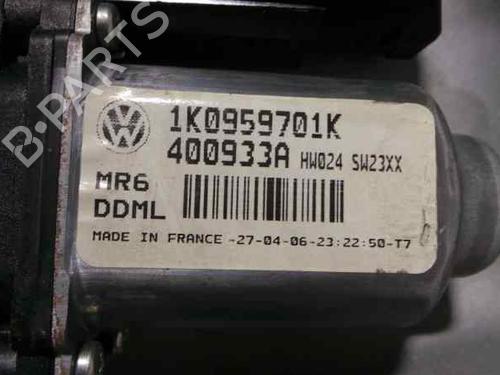 B-PARTS
1K0959701K
400933A HW024 SW23XX
MR6
DDML
MADE IN FRANCE -27-04-06-23:22:50-T7